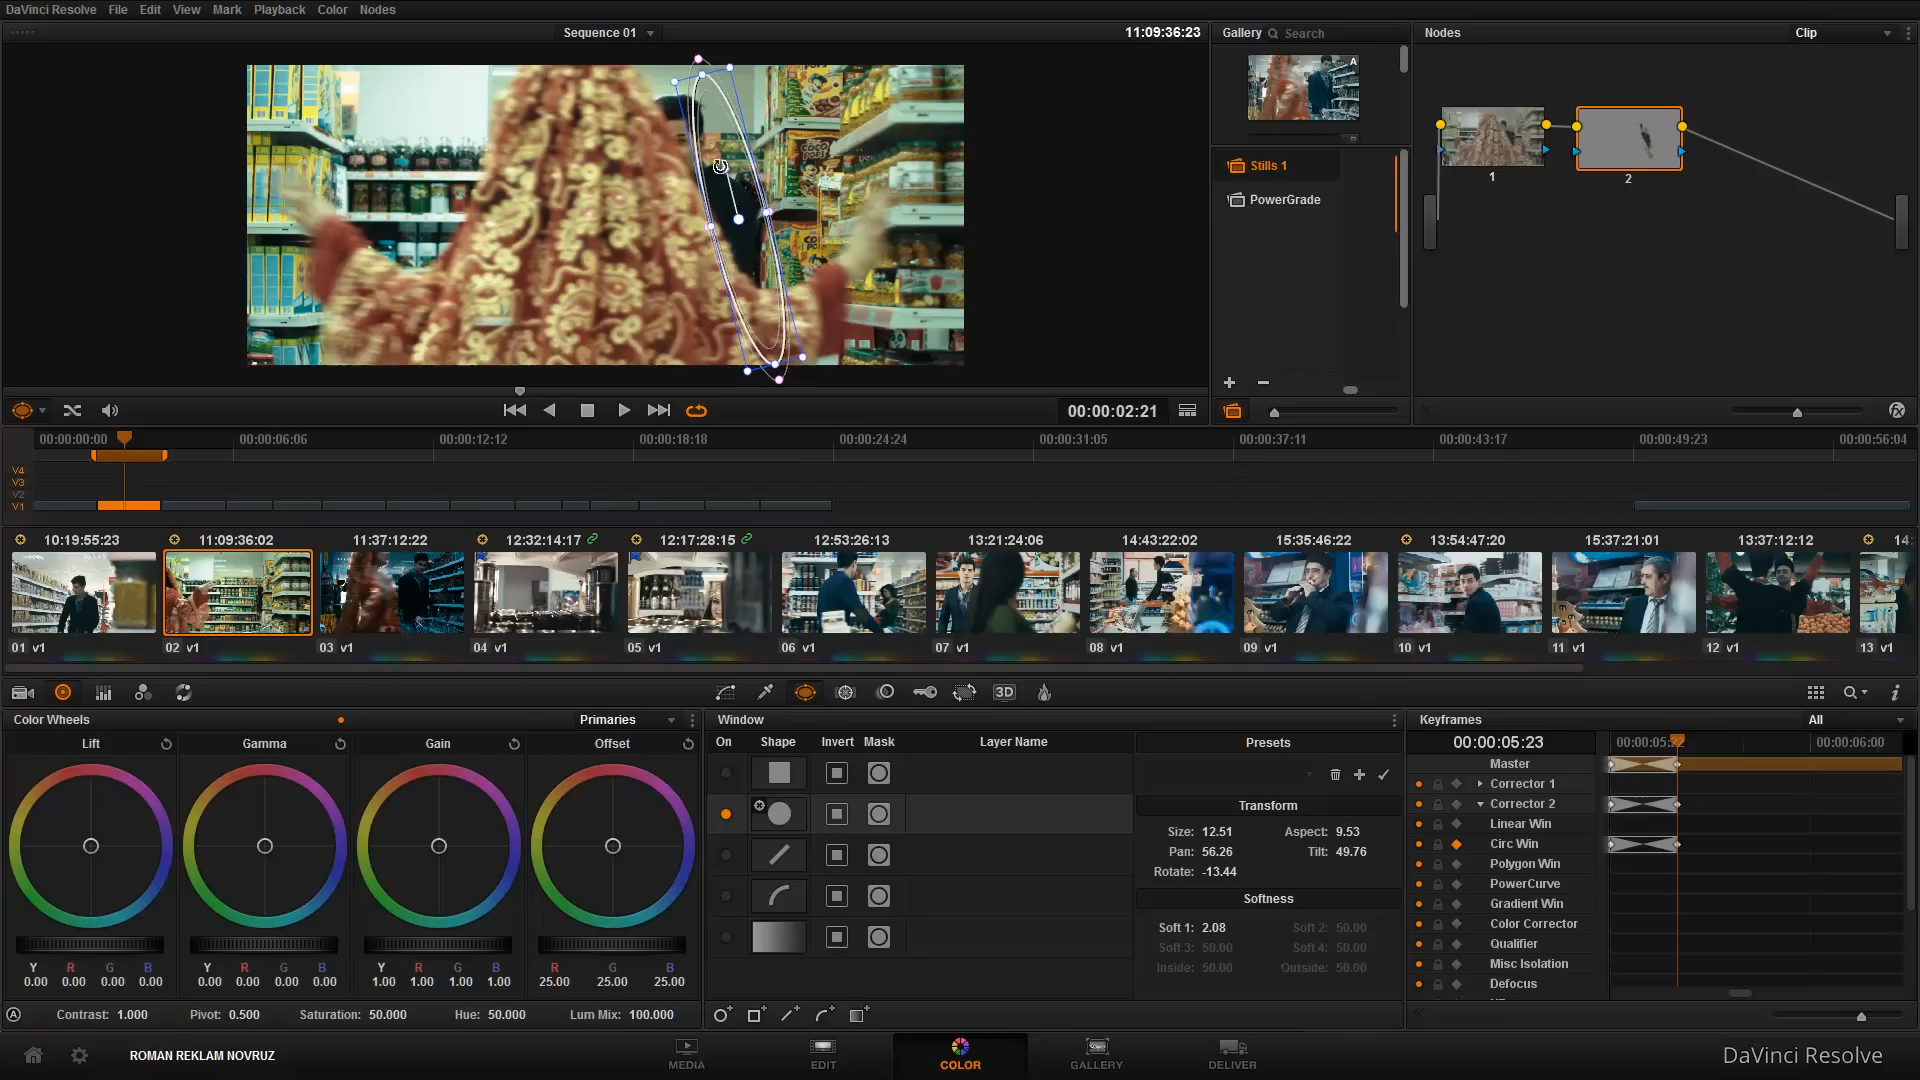 DaVinci Resolve File Edit View Mark Playback Color Nodes
Sequence 01 11:09:36:23 Gallery Search Nodes Clip
A
COCO POPS
1 2
Stills 1
PowerGrade
00:00:02:21
00:00:00:00 00:00:06:06 00:00:12:12 00:00:18:18 00:00:24:24 00:00:31:05 00:00:37:11 00:00:43:17 00:00:49:23 00:00:56:04
V4
V3
V2
V1
10:19:55:23 11:09:36:02 11:37:12:22 12:32:14:17 12:17:28:15 12:53:26:13 13:21:24:06 14:43:22:02 15:35:46:22 13:54:47:20 15:37:21:01 13:37:12:12 14:
01 v1 02 v1 03 v1 04 v1 05 v1 06 v1 07 v1 08 v1 09 v1 10 v1 11 v1 12 v1 13 v1
3D
Color Wheels Primaries Window Keyframes All
Lift Gamma Gain Offset On Shape Invert Mask Layer Name Presets 00:00:05:23 00:00:05:22 00:00:06:00
Master
Corrector 1
Corrector 2
Linear Win
Circ Win
Polygon Win
PowerCurve
Gradient Win
Color Corrector
Qualifier
Misc Isolation
Defocus
Transform
Size: 12.51 Aspect: 9.53
Pan: 56.26 Tilt: 49.76
Rotate: -13.44
Softness
Soft 1: 2.08 Soft 2: 50.00
Soft 3: 50.00 Soft 4: 50.00
Inside: 50.00 Outside: 50.00
Y R G B Y R G B Y R G B R G B
0.00 0.00 0.00 0.00 0.00 0.00 0.00 0.00 1.00 1.00 1.00 1.00 25.00 25.00 25.00
A Contrast: 1.000 Pivot: 0.500 Saturation: 50.000 Hue: 50.000 Lum Mix: 100.000
ROMAN REKLAM NOVRUZ MEDIA EDIT COLOR GALLERY DELIVER DaVinci Resolve